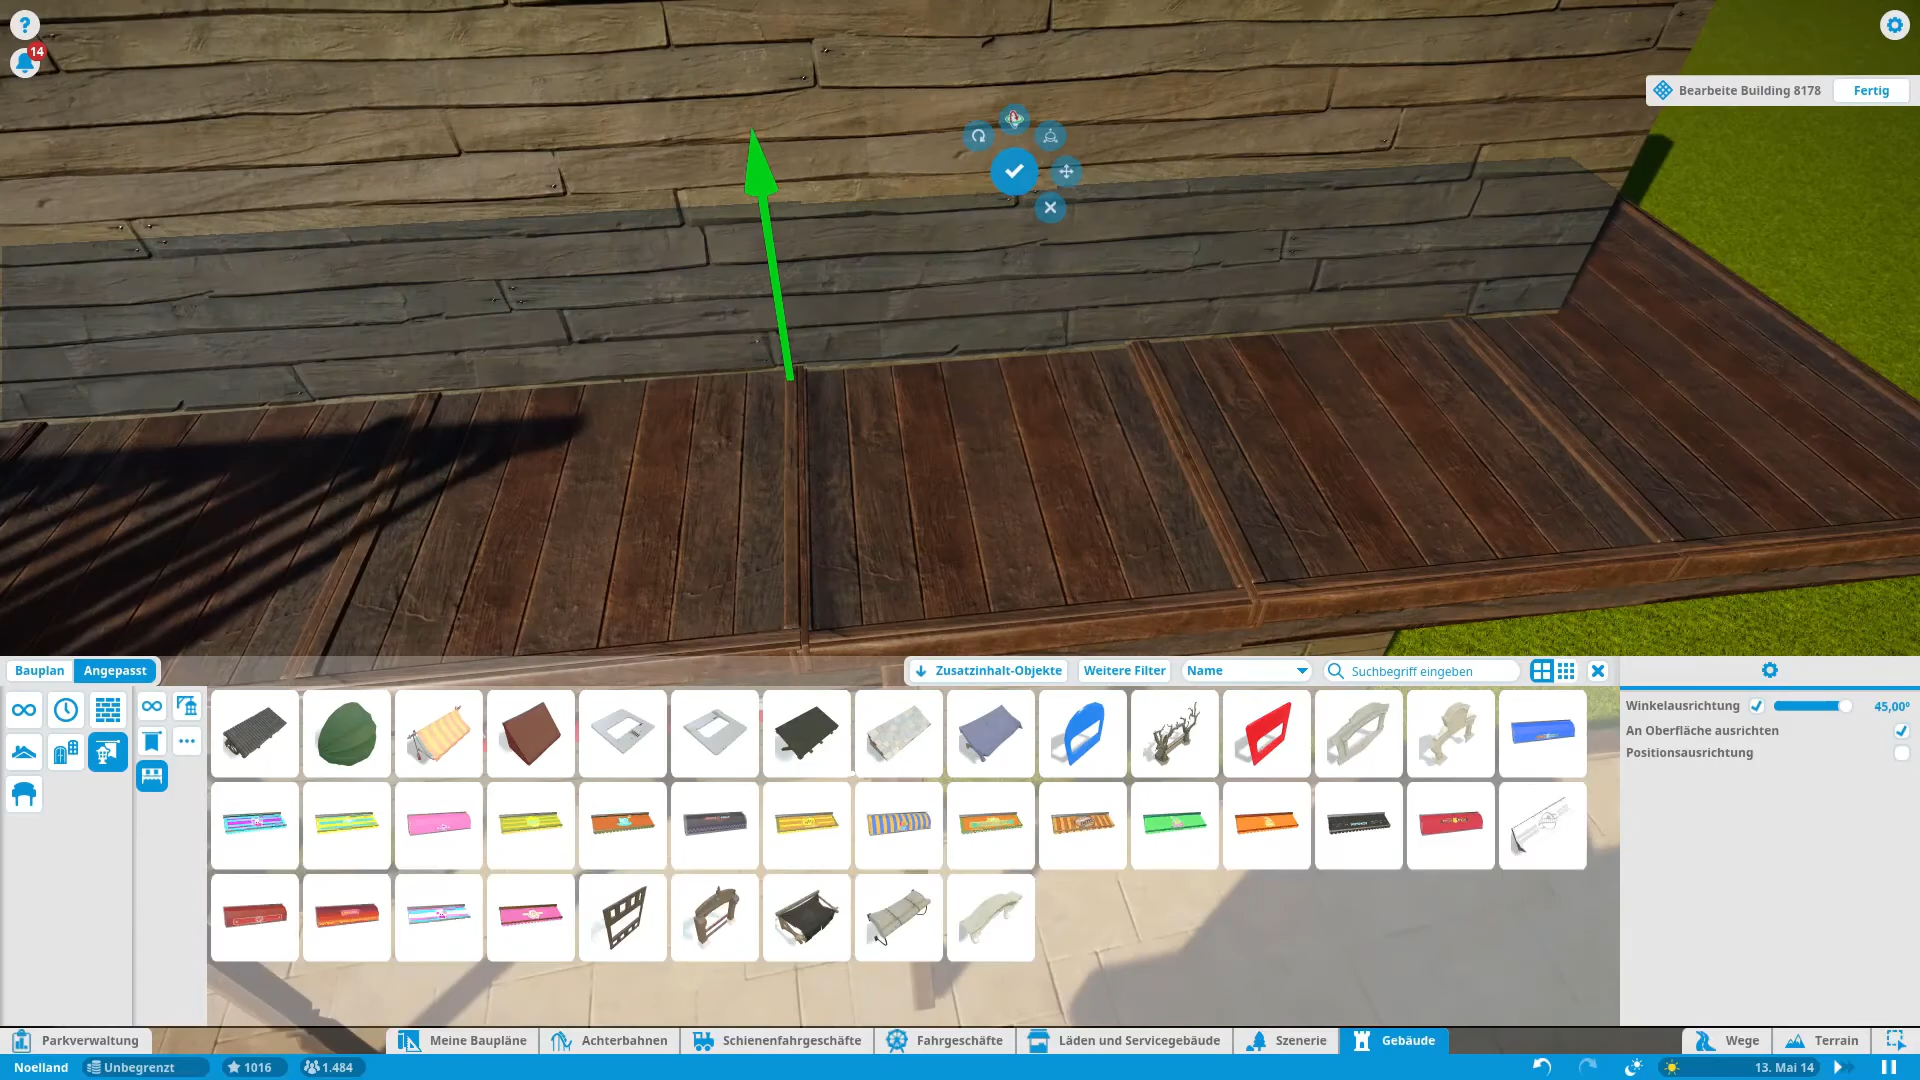 ?
14
Bearbeite Building 8178
Fertig
Bauplan
Angepasst
Zusatzinhalt-Objekte
Weitere Filter
Name
Suchbegriff eingeben
Winkelausrichtung
45,00°
An Oberfläche ausrichten
Positionsausrichtung
Parkverwaltung
Meine Baupläne
Achterbahnen
Schienenfahrgeschäfte
Fahrgeschäfte
Läden und Servicegebäude
Szenerie
Gebäude
Wege
Terrain
Noelland
Unbegrenzt
1016
1.484
13. Mai 14